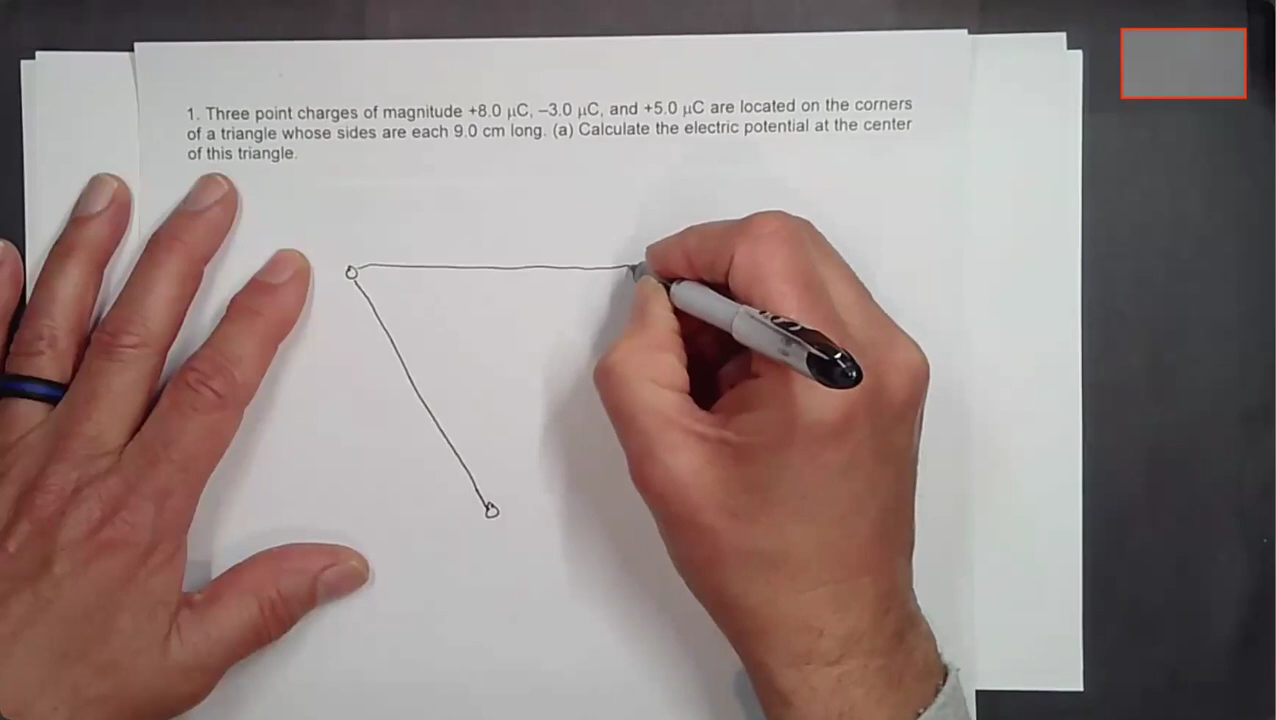 1. Three point charges of magnitude +8.0 μC, –3.0 μC, and +5.0 μC are located on the corners
of a triangle whose sides are each 9.0 cm long. (a) Calculate the electric potential at the center
of this triangle.